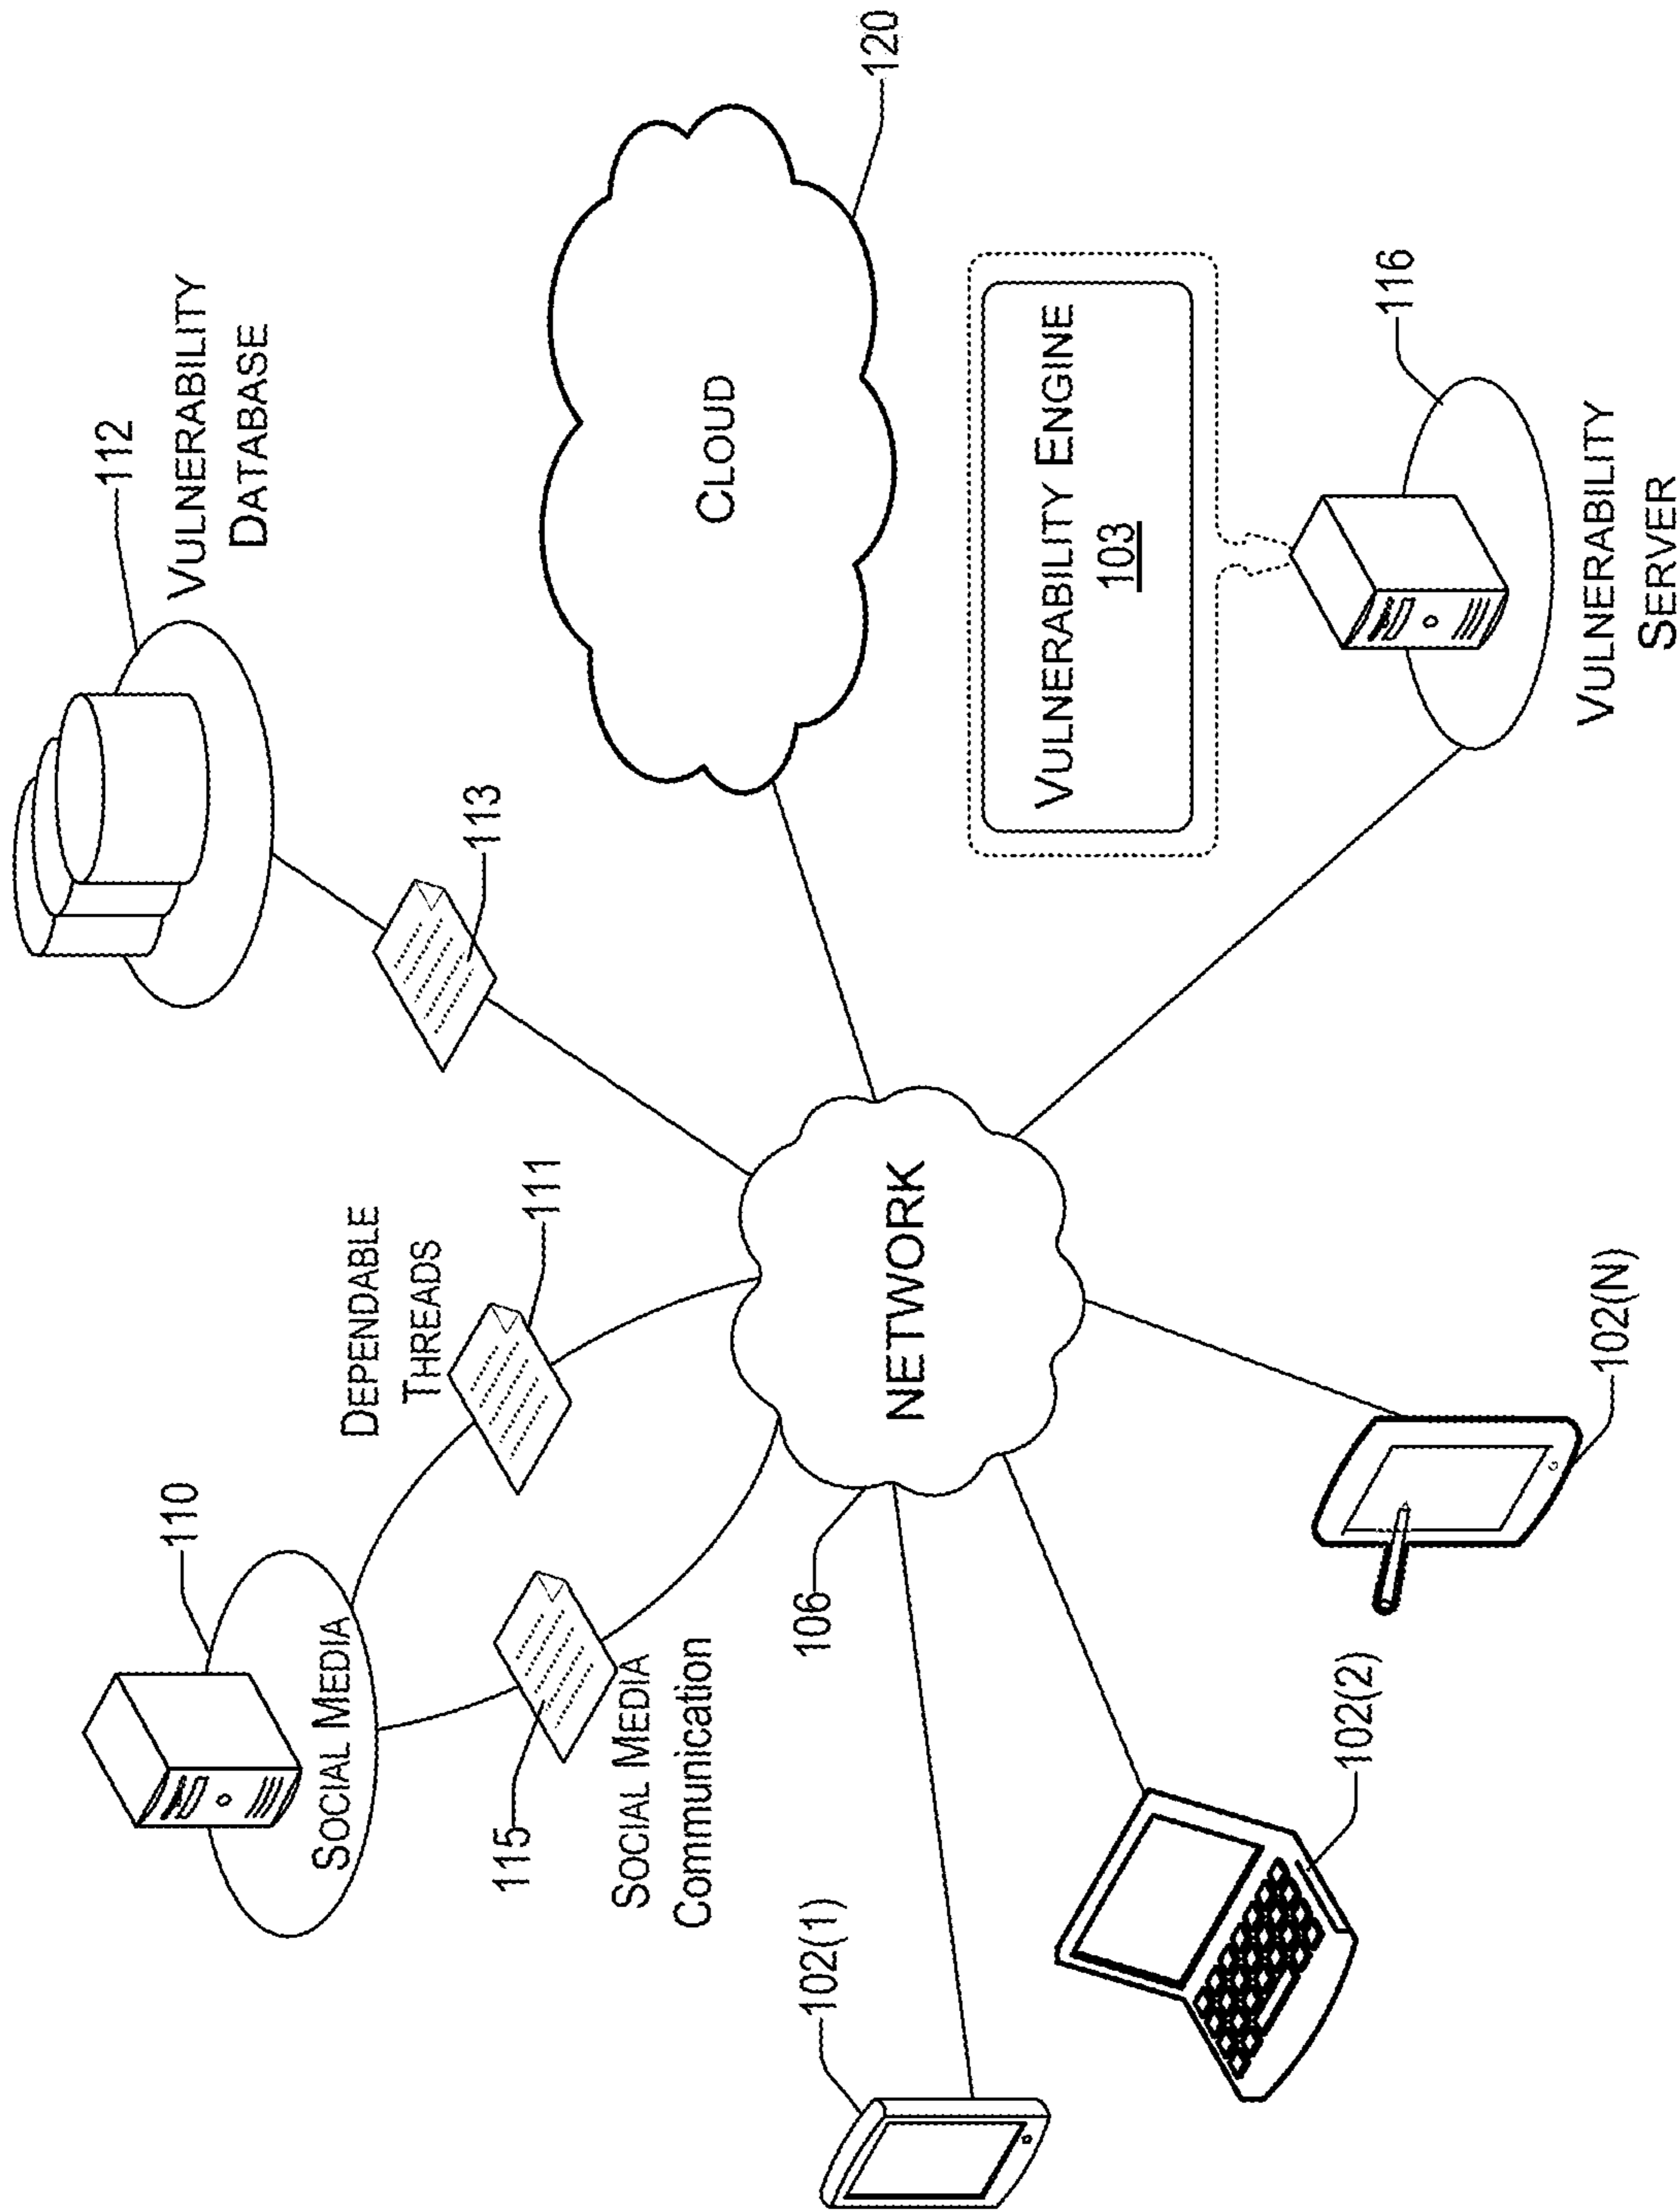 110
SOCIAL MEDIA
DEPENDABLE
THREADS
111
115
SOCIAL MEDIA
Communication
112
VULNERABILITY
DATABASE
113
102(1)
106
NETWORK
CLOUD
120
102(2)
102(N)
VULNERABILITY ENGINE
103
116
VULNERABILITY
SERVER